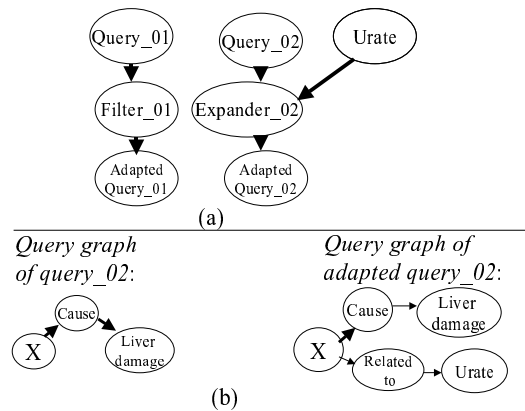 Query_01
Query_02
Urate
Filter_01
Expander_02
Adapted
Query_01
Adapted
Query_02
(a)
Query graph
of query_02:
Cause
X
Liver
damage
Query graph of
adapted query_02:
Cause
Liver
damage
X
Related
to
Urate
(b)